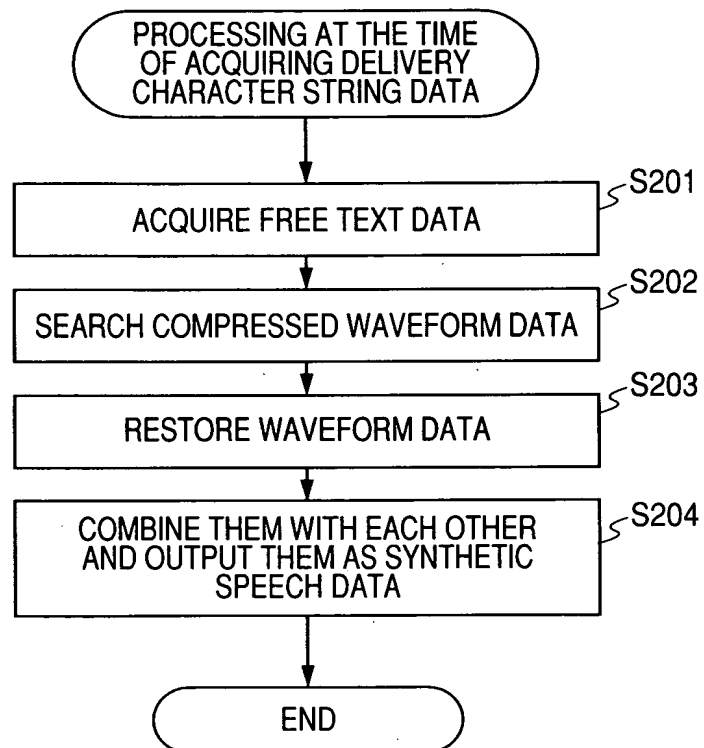 PROCESSING AT THE TIME
OF ACQUIRING DELIVERY
CHARACTER STRING DATA
S201
ACQUIRE FREE TEXT DATA
S202
SEARCH COMPRESSED WAVEFORM DATA
S203
RESTORE WAVEFORM DATA
S204
COMBINE THEM WITH EACH OTHER
AND OUTPUT THEM AS SYNTHETIC
SPEECH DATA
END